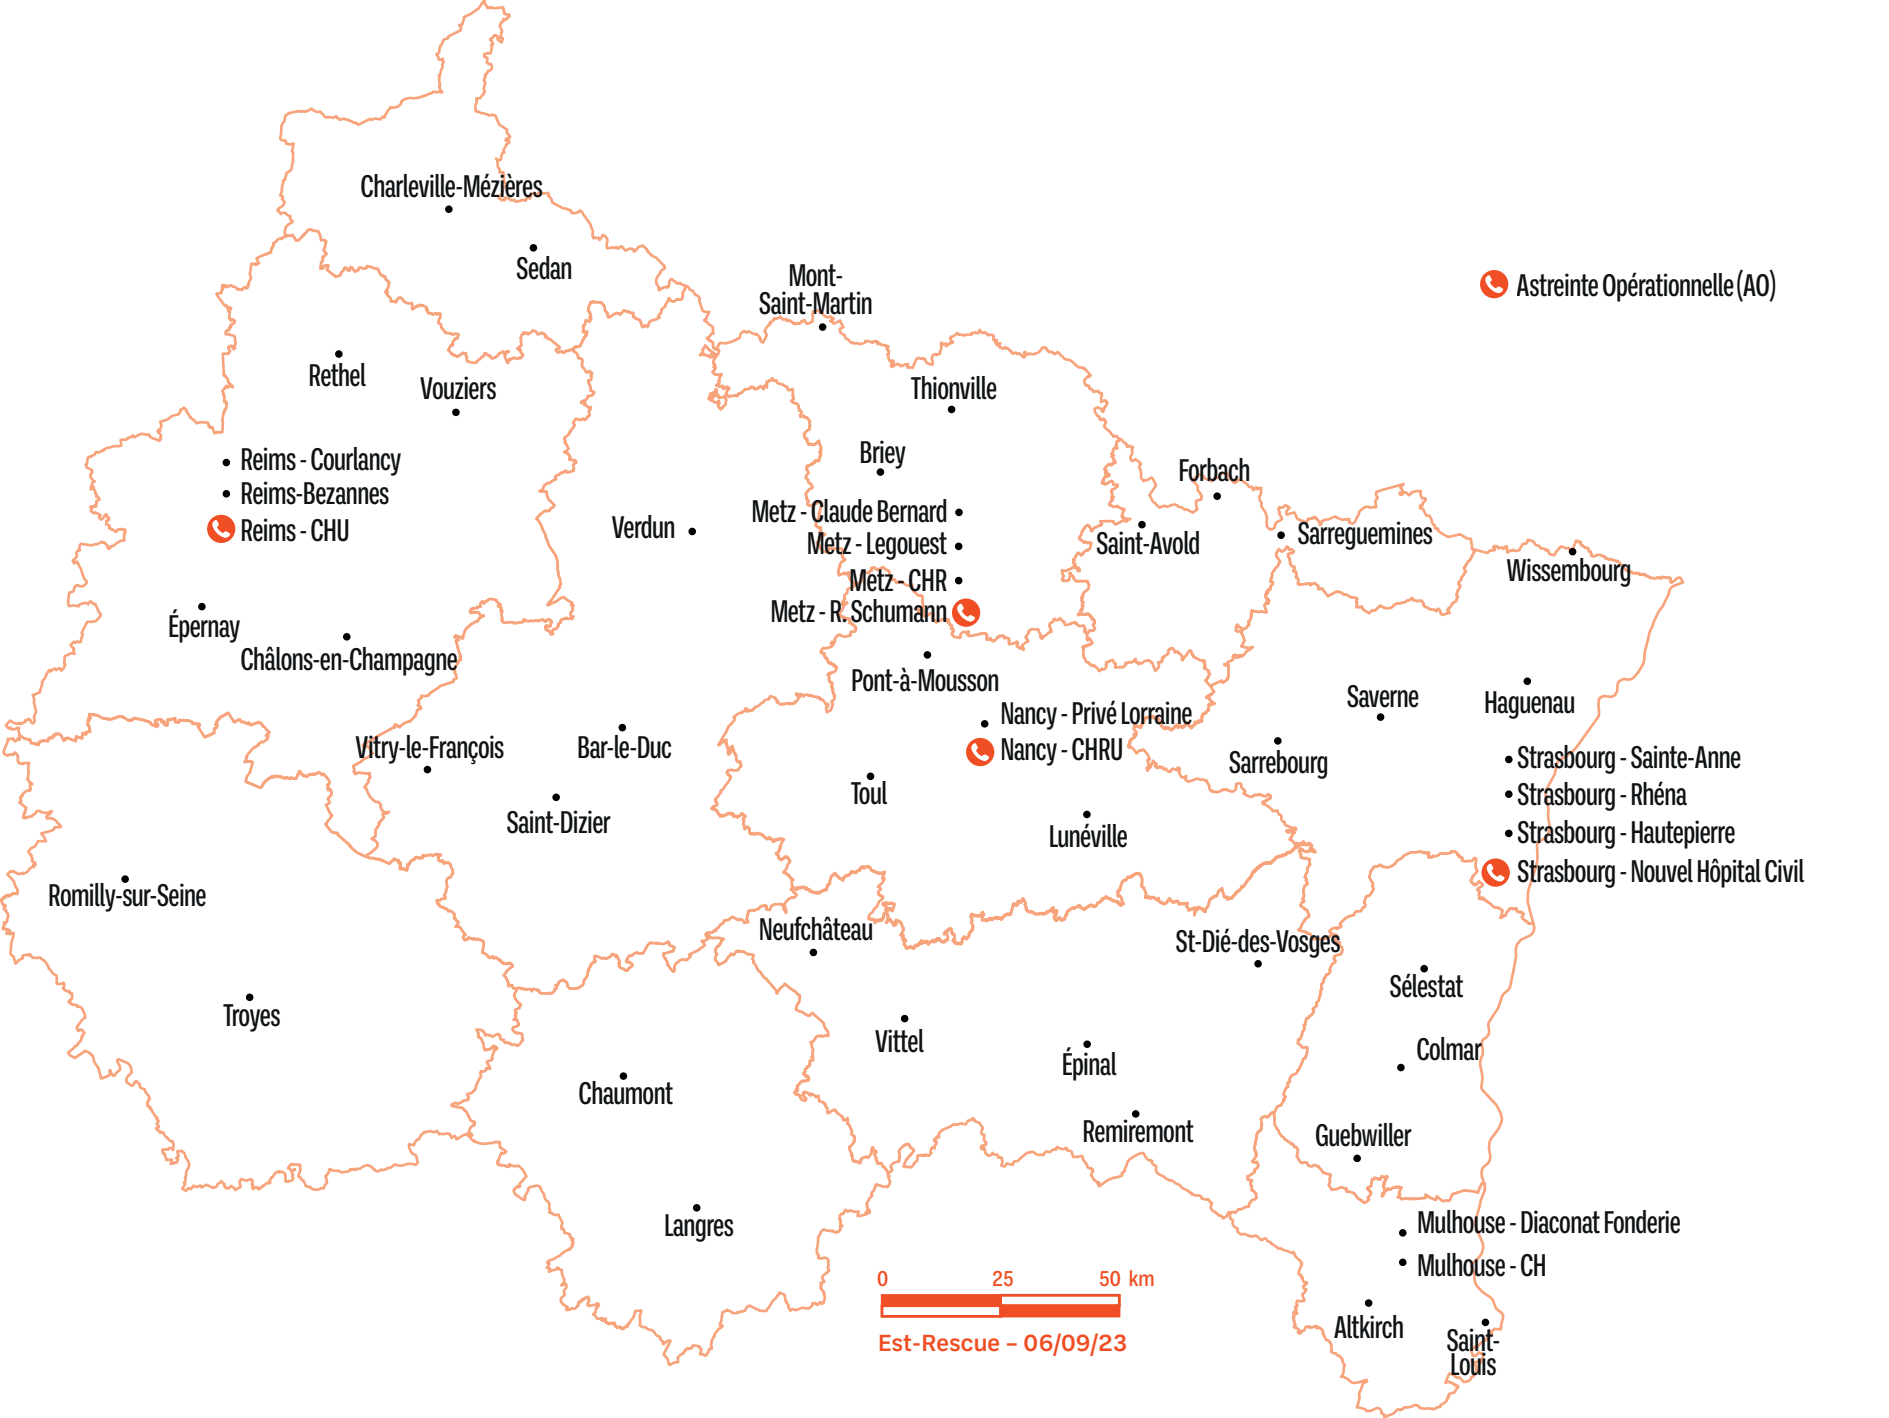 Charleville-Mézières
Sedan
Mont-
Saint-Martin
Astreinte Opérationnelle (AO)
Rethel
Vouziers
Thionville
Briey
Reims - Courlancy
Reims-Bezannes
Reims - CHU
Forbach
Verdun
Metz - Claude Bernard
Metz - Legouest
Metz - CHR
Metz - R. Schumann
Saint-Avold
Sarreguemines
Wissembourg
Épernay
Châlons-en-Champagne
Pont-à-Mousson
Nancy - Privé Lorraine
Nancy - CHRU
Saverne
Haguenau
Vitry-le-François
Bar-le-Duc
Sarrebourg
Strasbourg - Sainte-Anne
Strasbourg - Rhéna
Strasbourg - Hautepierre
Strasbourg - Nouvel Hôpital Civil
Toul
Saint-Dizier
Lunéville
Romilly-sur-Seine
Neufchâteau
St-Dié-des-Vosges
Sélestat
Troyes
Vittel
Épinal
Colmar
Chaumont
Remiremont
Guebwiller
Langres
Mulhouse - Diaconat Fonderie
Mulhouse - CH
0 25 50 km
Est-Rescue – 06/09/23
Altkirch
Saint-
Louis